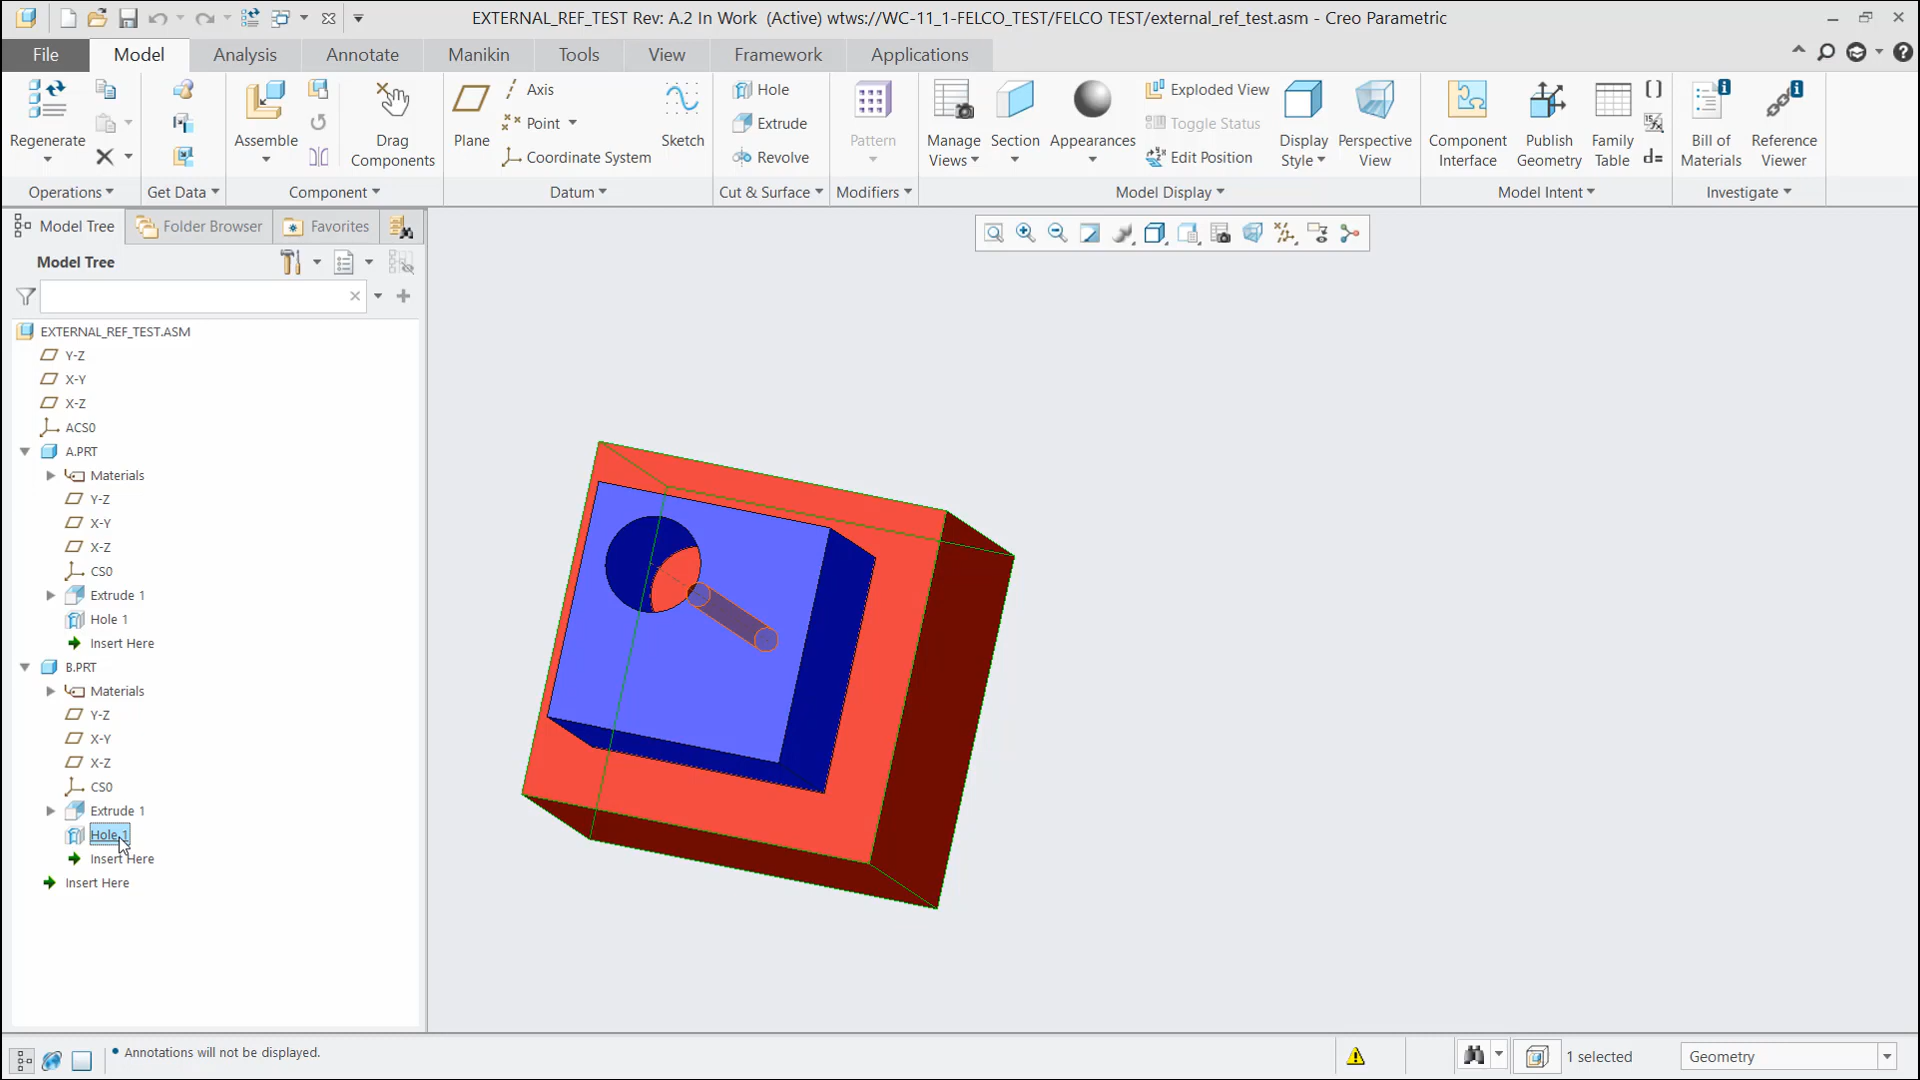 EXTERNAL_REF_TEST Rev: A.2 In Work (Active) wtws://WC-11_1-FELCO_TEST/FELCO TEST/external_ref_test.asm - Creo Parametric
File Model Analysis Annotate Manikin Tools View Framework Applications
Regenerate
Operations
Get Data
Assemble
Drag
Components
Component
Plane
Axis
Point
Coordinate System
Sketch
Datum
Hole
Extrude
Revolve
Cut & Surface
Pattern
Modifiers
Manage
Views
Section
Appearances
Exploded View
Toggle Status
Edit Position
Display
Style
Perspective
View
Model Display
Component
Interface
Publish
Geometry
Family
Table
d=
Model Intent
Bill of
Materials
Reference
Viewer
Investigate
Model Tree Folder Browser Favorites
Model Tree
EXTERNAL_REF_TEST.ASM
Y-Z
X-Y
X-Z
ACS0
A.PRT
Materials
Y-Z
X-Y
X-Z
CS0
Extrude 1
Hole 1
Insert Here
B.PRT
Materials
Y-Z
X-Y
X-Z
CS0
Extrude 1
Hole 1
Insert Here
Insert Here
Annotations will not be displayed.
1 selected
Geometry